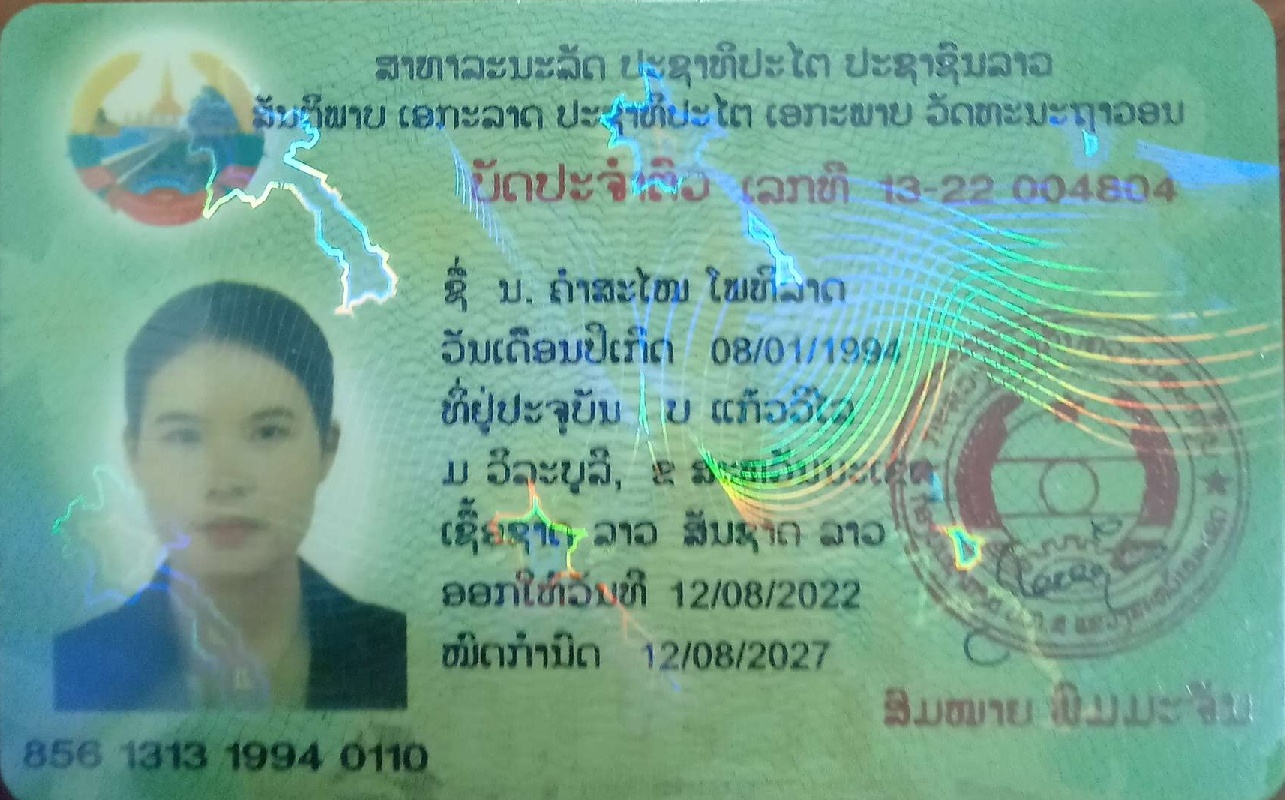 ສາທາລະນະລັດ ປະຊາທິປະໄຕ ປະຊາຊົນລາວ
ສັນຕິພາບ ເອກະລາດ ປະຊາທິປະໄຕ ເອກະພາບ ວັດທະນະຖາວອນ
ບັດປະຈຳຕົວ ເລກທີ 13-22 004804
ຊື່ ນ. ຄຳສະໄໝ ໂພທິລາດ
ວັນເດືອນປີເກີດ 08/01/1994
ທີ່ຢູ່ປະຈຸບັນ ບ ແກ້ວວິໄລ
ມ ວິລະບູລີ, ຂ ສະຫວັນນະເຂດ
ເຊື້ອຊາດ ລາວ ສັນຊາດ ລາວ
ອອກໃຫ້ວັນທີ 12/08/2022
ໝົດກຳນົດ 12/08/2027
ສົມໝາຍ ພິມມະຈັນ
856 1313 1994 0110